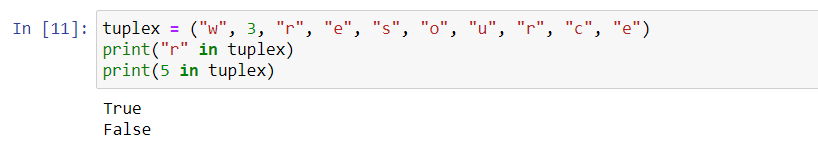 In [11]: tuplex = ("w", 3, "r", "e", "s", "o", "u", "r", "c", "e")
print("r" in tuplex)
print(5 in tuplex)
True
False